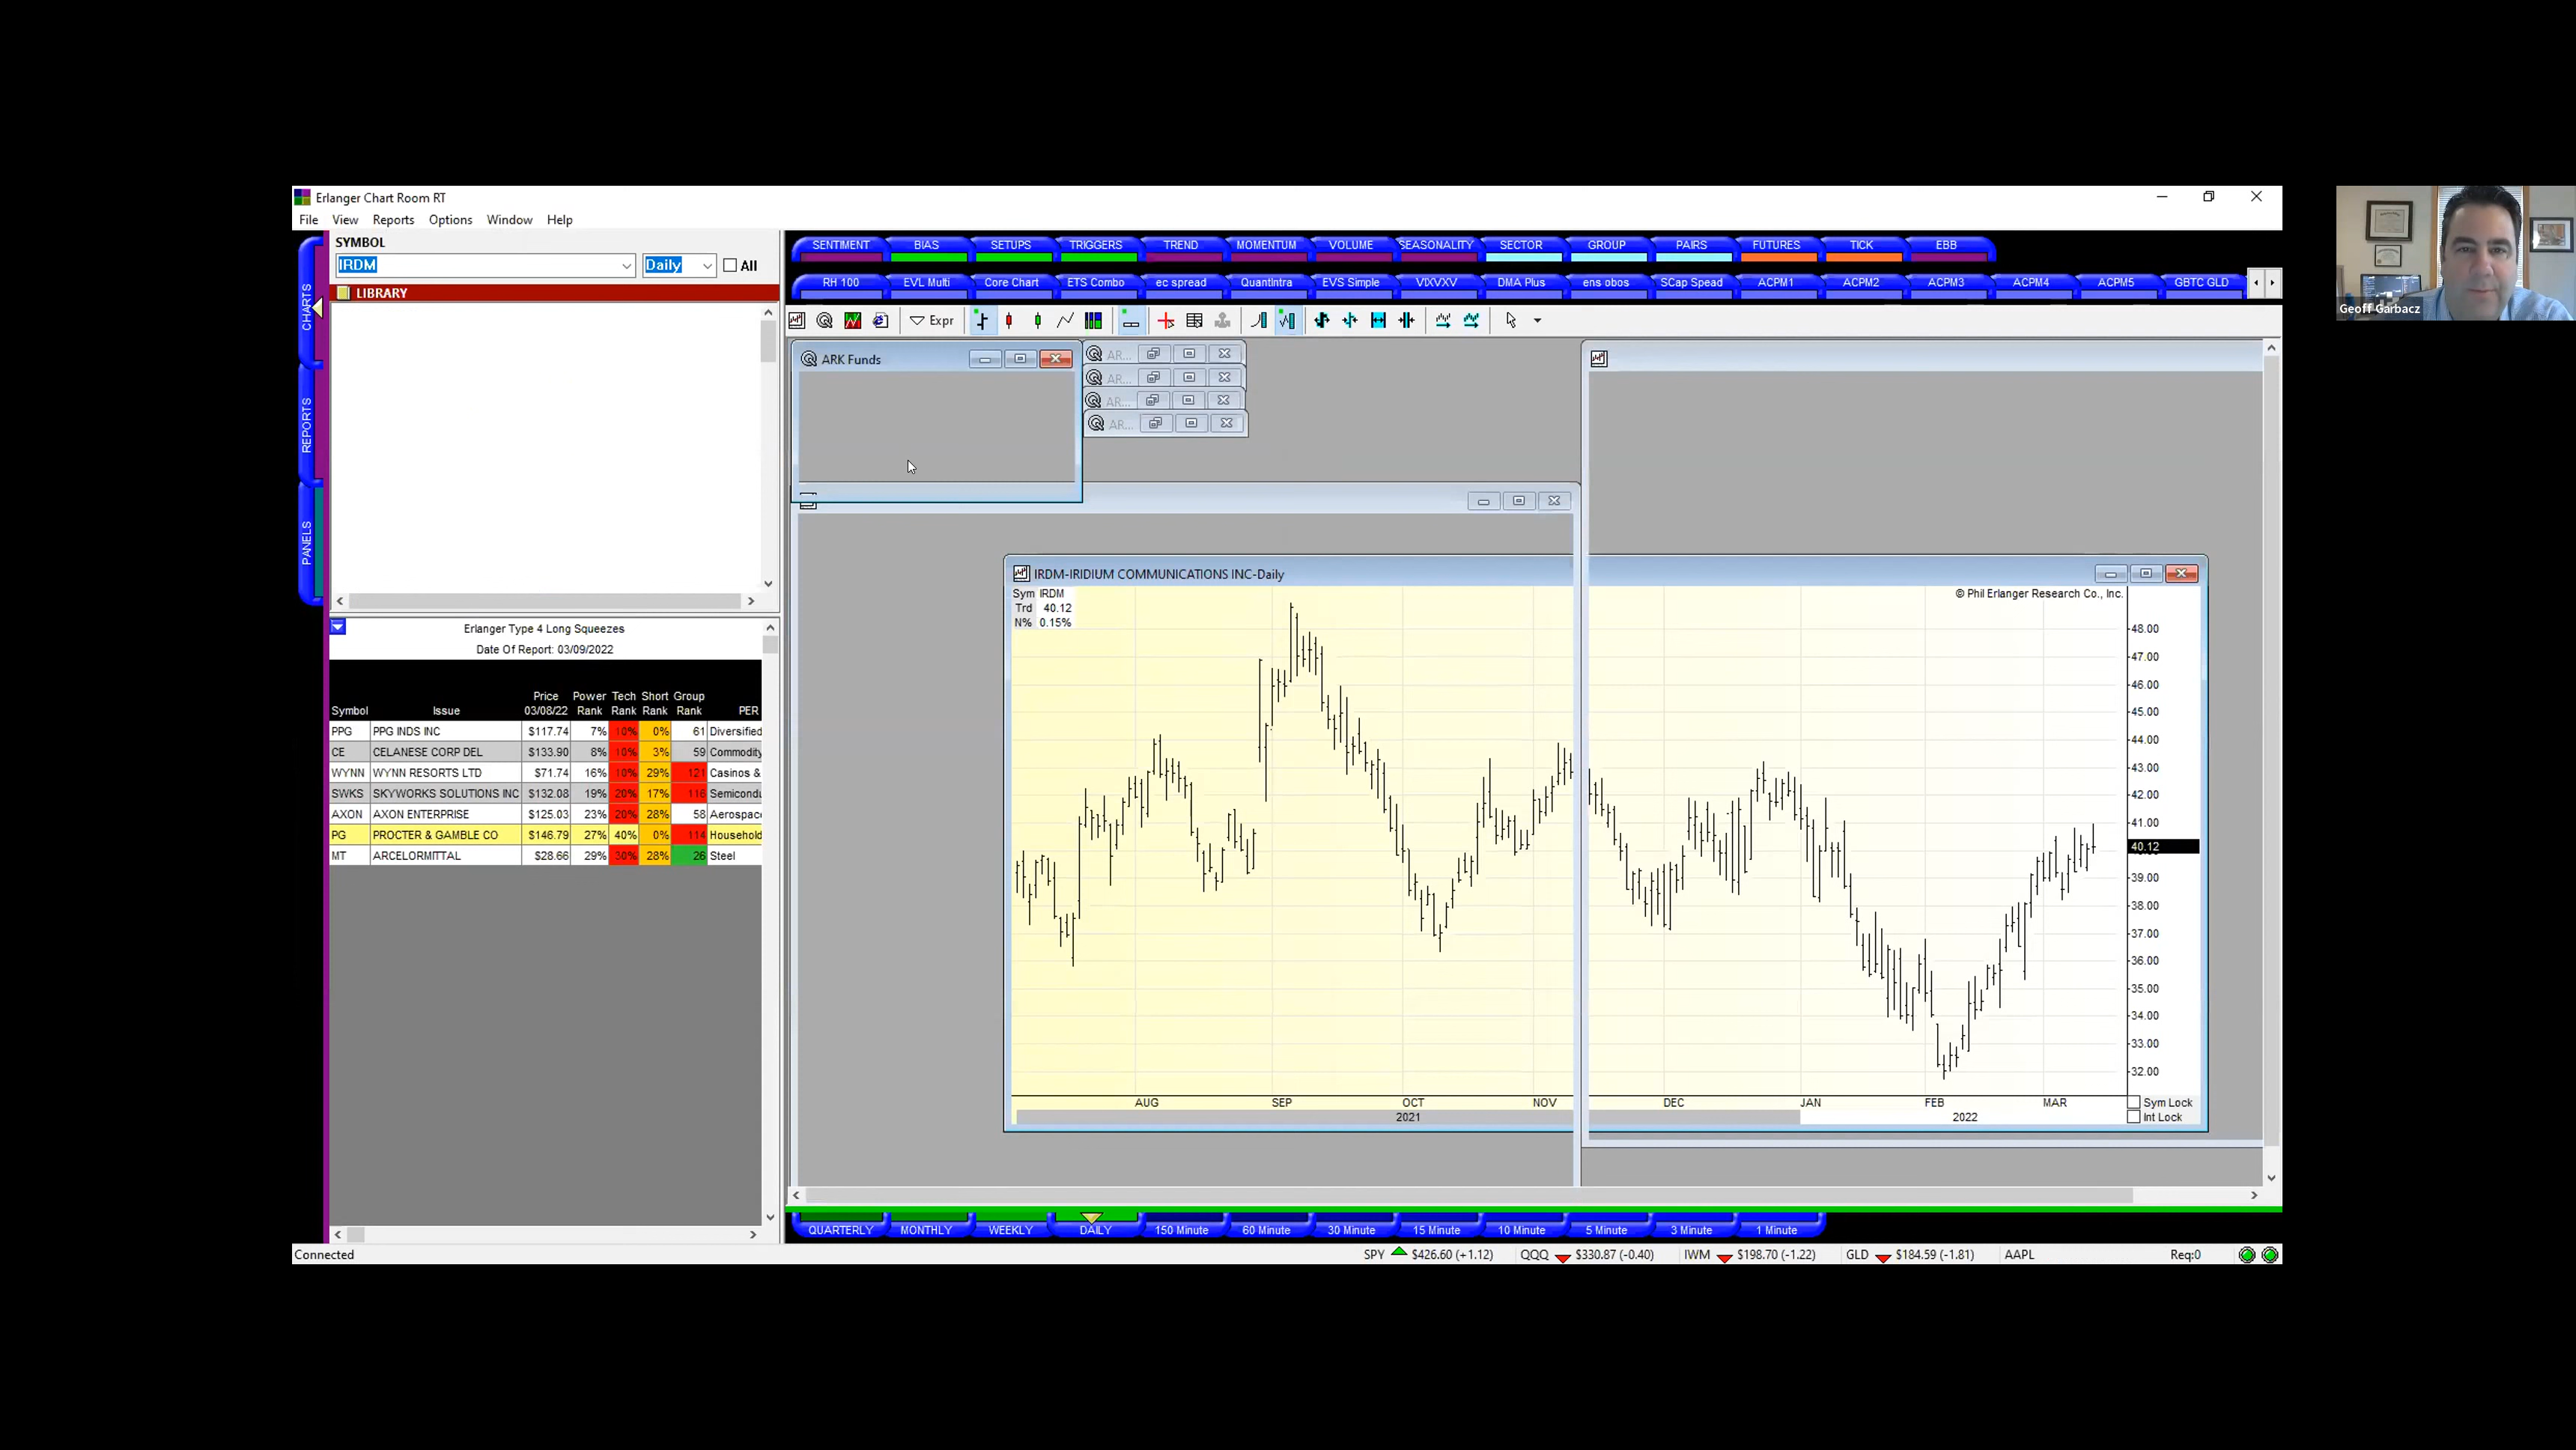 Erlanger Chart Room RT
File View Reports Options Window Help
SYMBOL
IRDM Daily All
LIBRARY
CHARTS
REPORTS
PANELS
SENTIMENT BIAS SETUPS TRIGGERS TREND MOMENTUM VOLUME SEASONALITY SECTOR GROUP PAIRS FUTURES TICK EBB
RH 100 EVL Multi Core Chart ETS Combo ec spread QuantIntra EVS Simple VIXVXV DMA Plus ens obos SCap Spead ACPM1 ACPM2 ACPM3 ACPM4 ACPM5 GBTC GLD
Expr
ARK Funds
AR...
AR...
AR...
AR...
Erlanger Type 4 Long Squeezes
Date Of Report: 03/09/2022
Price Power Tech Short Group
Symbol Issue 03/08/22 Rank Rank Rank Rank PER
PPG PPG INDS INC $117.74 7% 10% 0% 61 Diversified
CE CELANESE CORP DEL $133.90 8% 10% 3% 59 Commodity
WYNN WYNN RESORTS LTD $71.74 16% 10% 29% 121 Casinos &
SWKS SKYWORKS SOLUTIONS INC $132.08 19% 20% 17% 116 Semicondu
AXON AXON ENTERPRISE $125.03 23% 20% 28% 58 Aerospace
PG PROCTER & GAMBLE CO $146.79 27% 40% 0% 114 Household
MT ARCELORMITTAL $28.66 29% 30% 28% 26 Steel
IRDM-IRIDIUM COMMUNICATIONS INC-Daily
Sym IRDM
Trd 40.12
N% 0.15%
© Phil Erlanger Research Co., Inc.
48.00
47.00
46.00
45.00
44.00
43.00
42.00
41.00
40.12
39.00
38.00
37.00
36.00
35.00
34.00
33.00
32.00
AUG SEP OCT NOV DEC JAN FEB MAR
2021 2022
Sym Lock
Int Lock
QUARTERLY MONTHLY WEEKLY DAILY 150 Minute 60 Minute 30 Minute 15 Minute 10 Minute 5 Minute 3 Minute 1 Minute
Connected SPY $426.60 (+1.12) QQQ $330.87 (-0.40) IWM $198.70 (-1.22) GLD $184.59 (-1.81) AAPL Req:0
Geoff Garbacz